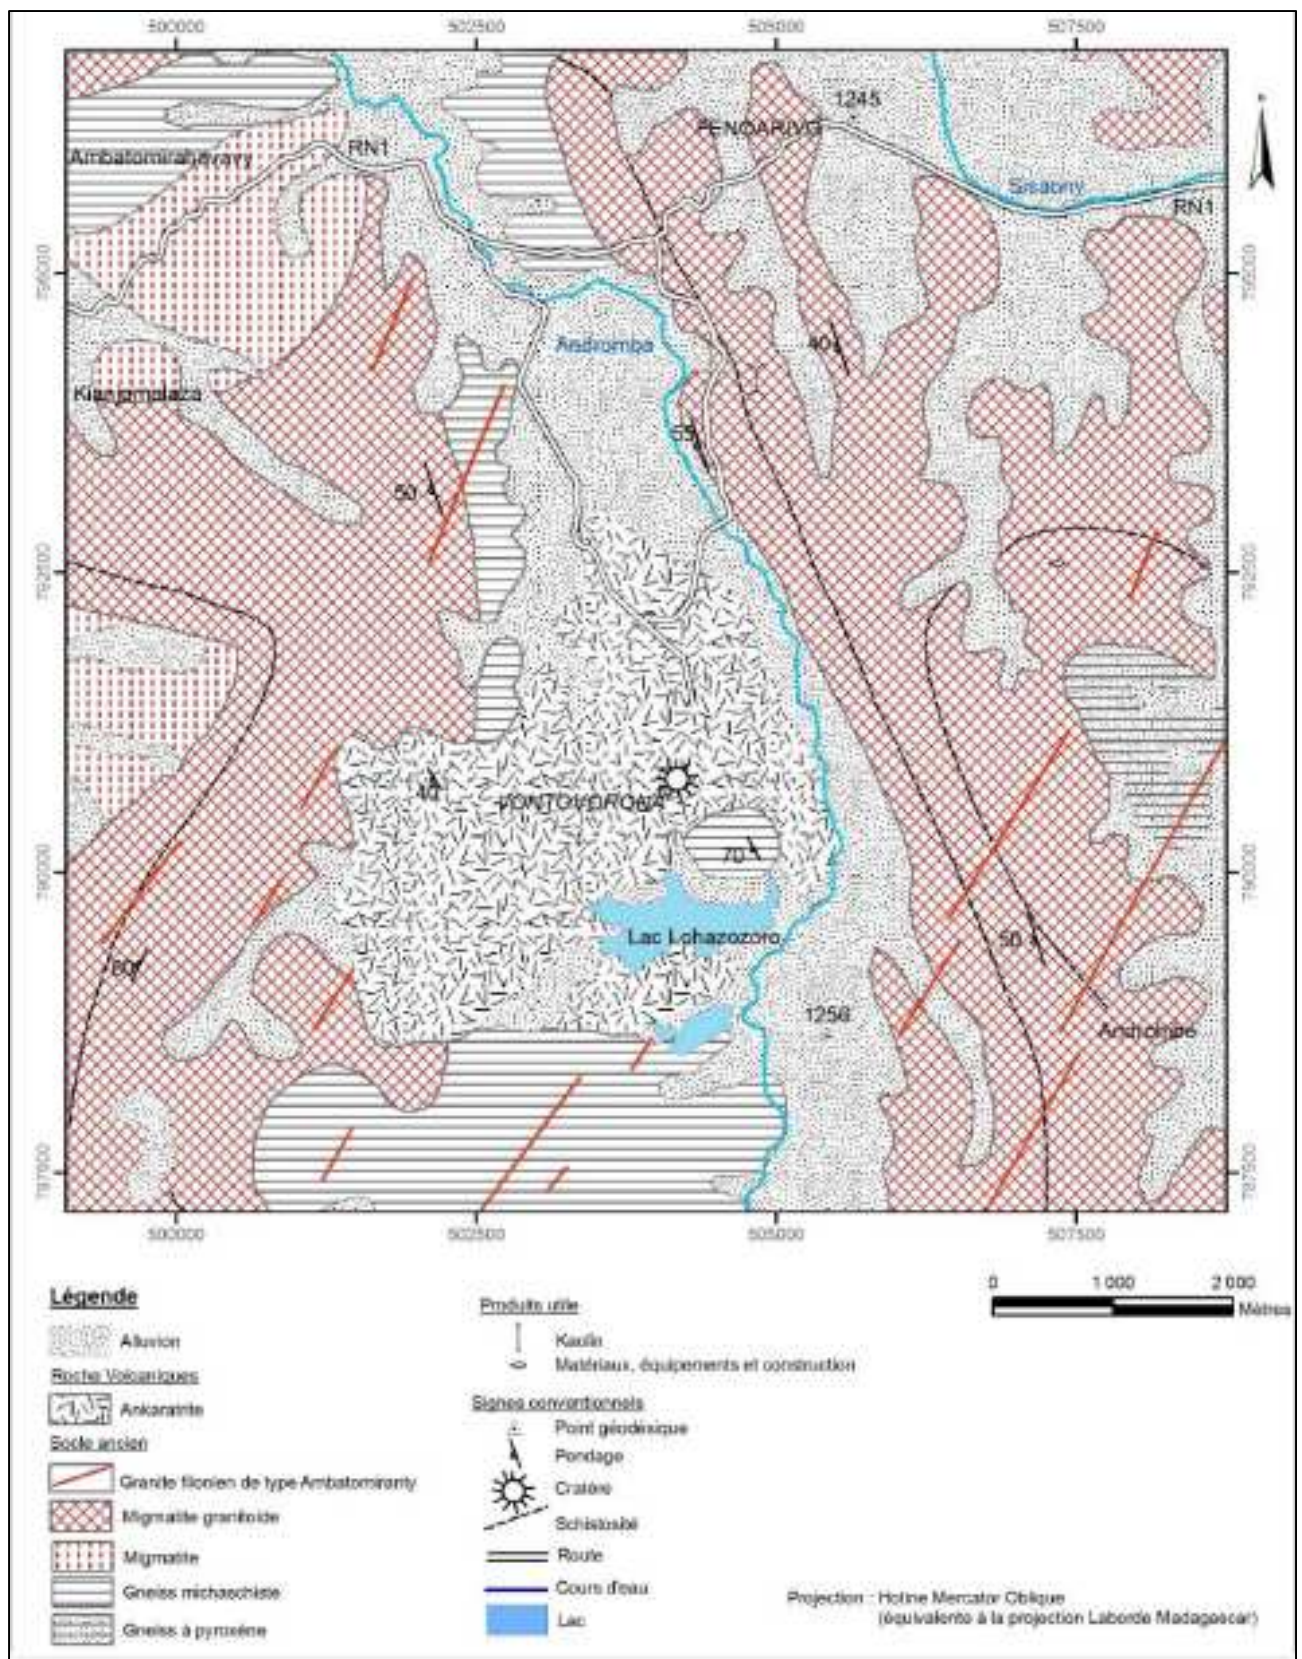 500000 502500 505000 507500
1245
FENOARIVO
RN1
Ambatomirahavavy
Sisaony
RN1
795000 795000
Andromba
40
Kianjamalaza
55
50
792500 792500
40
VONTOVORONA
70
790000 790000
Lac Lohazozoro
50
60
1256
Andrombe
787500 787500
500000 502500 505000 507500
0 1 000 2 000
Mètres
Légende
Alluvion
Roche Volcaniques
Ankaratrite
Socle ancien
Granite filonien de type Ambatomiranty
Migmatite granitoïde
Migmatite
Gneiss michaschiste
Gneiss à pyroxène
Produits utile
Kaolin
Matériaux, équipements et construction
Signes conventionnels
Point géodésique
Pendage
Cratère
Schistosité
Route
Cours d'eau
Lac
Projection : Hotine Mercator Oblique
(équivalente à la projection Laborde Madagascar)